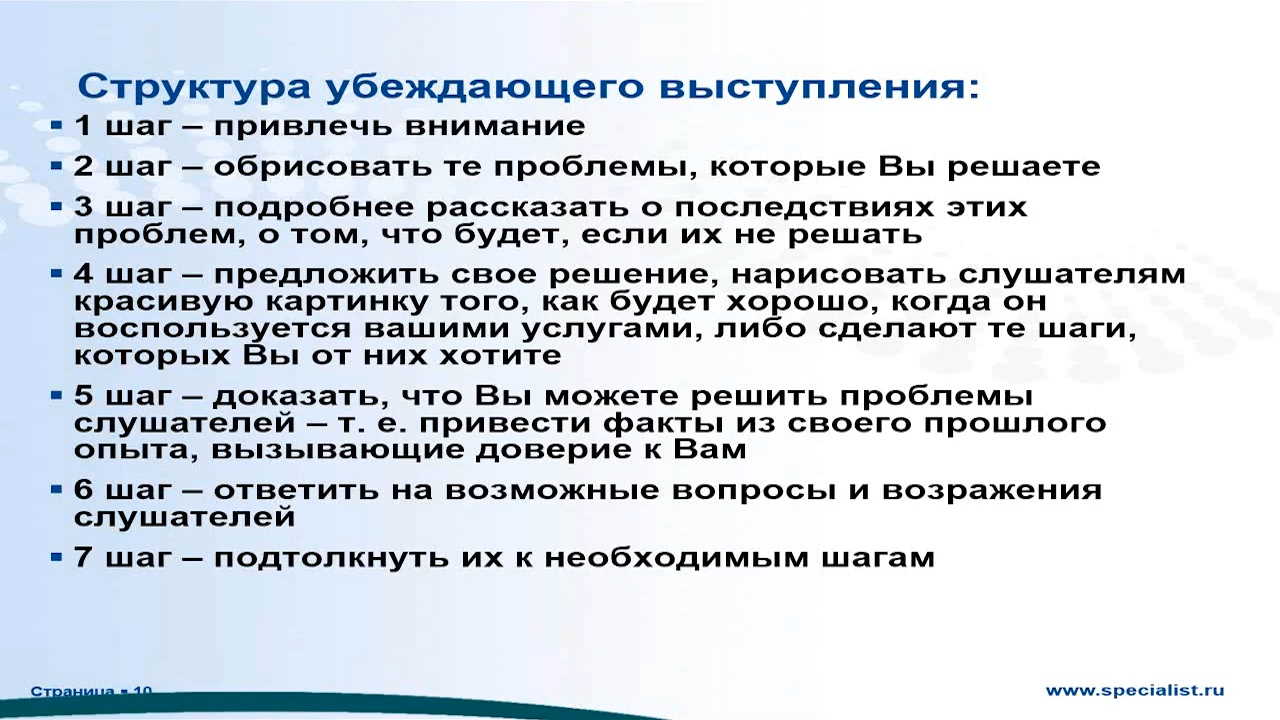 Структура убеждающего выступления:
▪ 1 шаг – привлечь внимание
▪ 2 шаг – обрисовать те проблемы, которые Вы решаете
▪ 3 шаг – подробнее рассказать о последствиях этих
проблем, о том, что будет, если их не решать
▪ 4 шаг – предложить свое решение, нарисовать слушателям
красивую картинку того, как будет хорошо, когда он
воспользуется вашими услугами, либо сделают те шаги,
которых Вы от них хотите
▪ 5 шаг – доказать, что Вы можете решить проблемы
слушателей – т. е. привести факты из своего прошлого
опыта, вызывающие доверие к Вам
▪ 6 шаг – ответить на возможные вопросы и возражения
слушателей
▪ 7 шаг – подтолкнуть их к необходимым шагам
Страница ▪ 10
www.specialist.ru